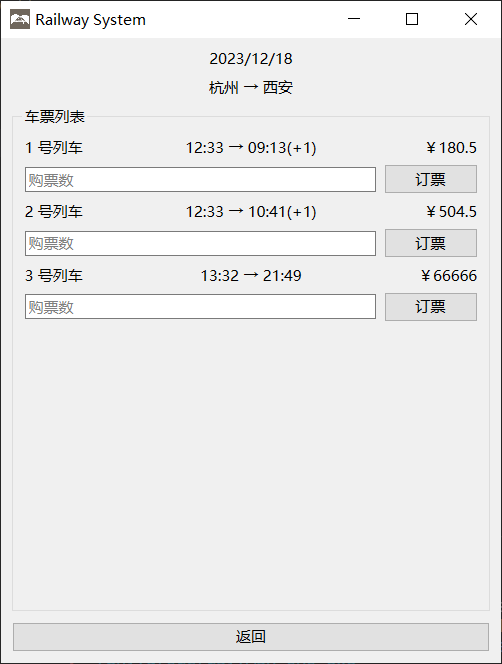 Railway System
2023/12/18
杭州 → 西安
车票列表
1 号列车 12:33 → 09:13(+1) ￥180.5
购票数 订票
2 号列车 12:33 → 10:41(+1) ￥504.5
购票数 订票
3 号列车 13:32 → 21:49 ￥66666
购票数 订票
返回